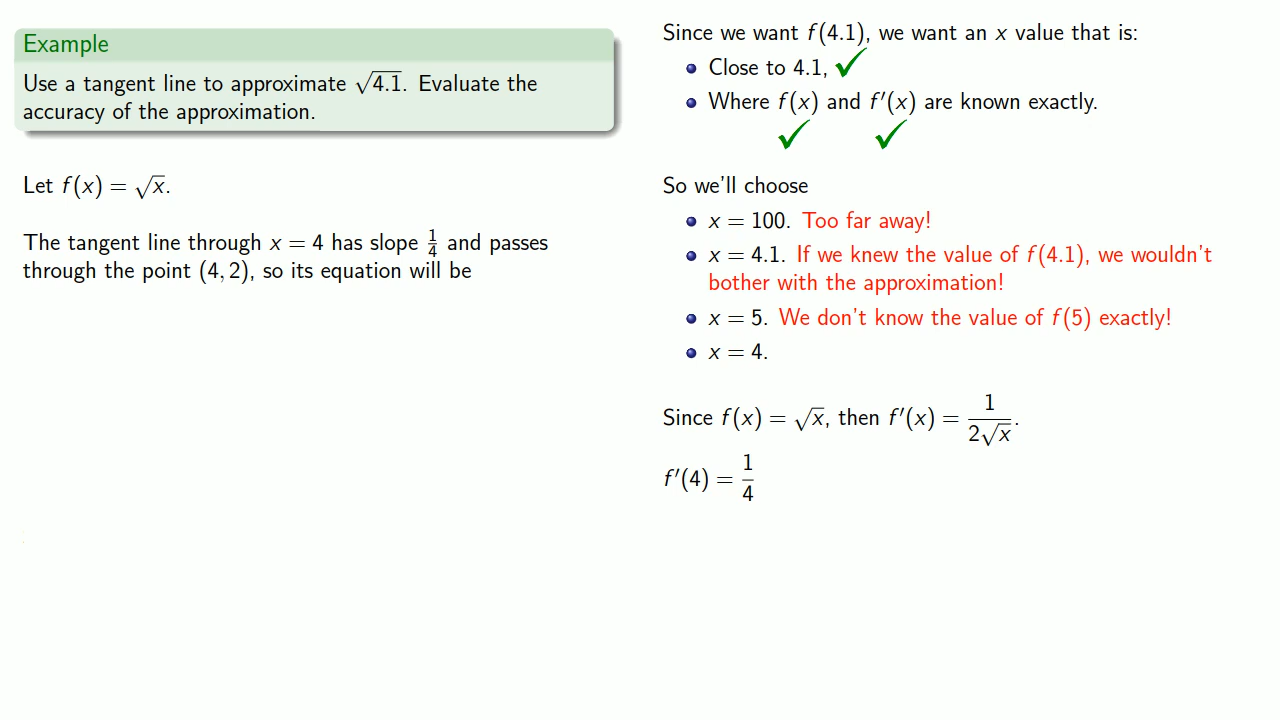 Example
Use a tangent line to approximate √4.1. Evaluate the
accuracy of the approximation.
Let f(x) = √x.
The tangent line through x = 4 has slope 1/4 and passes
through the point (4, 2), so its equation will be
Since we want f(4.1), we want an x value that is:
• Close to 4.1, ✓
• Where f(x) and f′(x) are known exactly.
✓ ✓
So we'll choose
• x = 100. Too far away!
• x = 4.1. If we knew the value of f(4.1), we wouldn't
bother with the approximation!
• x = 5. We don't know the value of f(5) exactly!
• x = 4.
Since f(x) = √x, then f′(x) = 1/(2√x).
f′(4) = 1/4